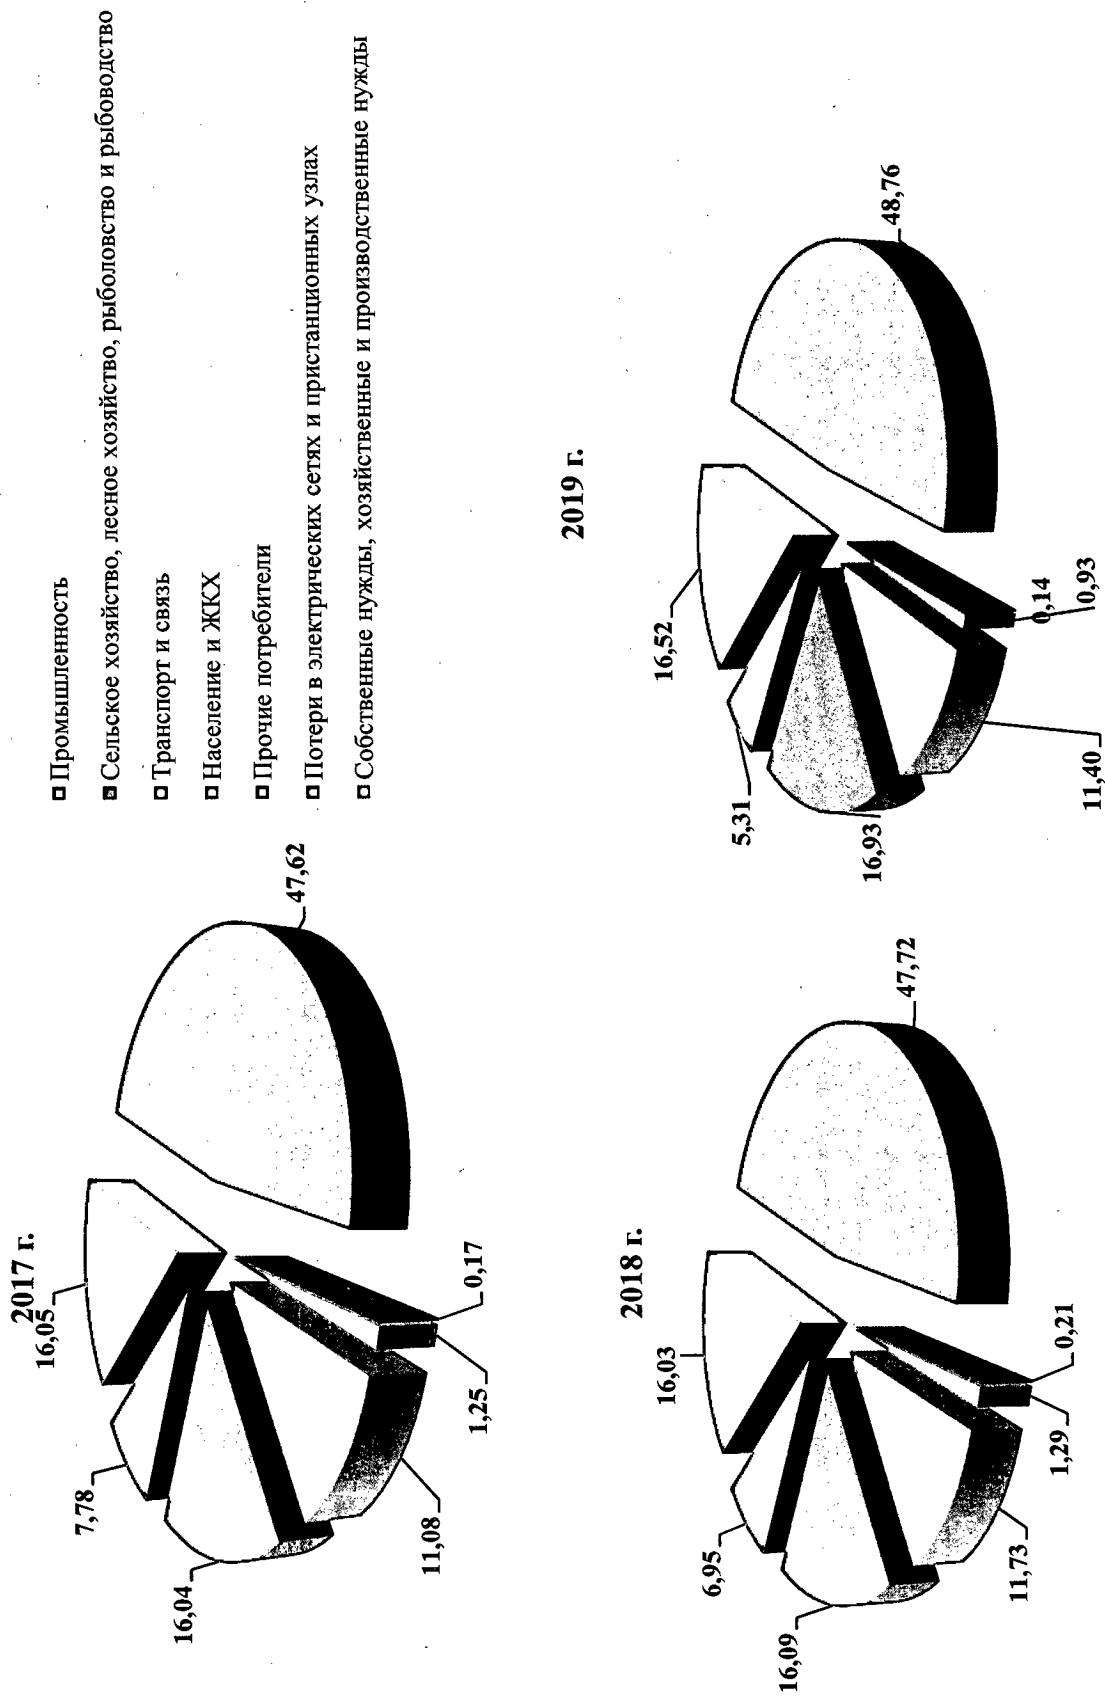 2017 г.
16,05
47,62
7,78
16,04
11,08
1,25
0,17
Промышленность
Сельское хозяйство, лесное хозяйство, рыболовство и рыбоводство
Транспорт и связь
Население и ЖКХ
Прочие потребители
Потери в электрических сетях и пристанционных узлах
Собственные нужды, хозяйственные и производственные нужды
2018 г.
16,03
47,72
6,95
16,09
11,73
1,29
0,21
2019 г.
16,52
48,76
5,31
16,93
11,40
0,14
0,93